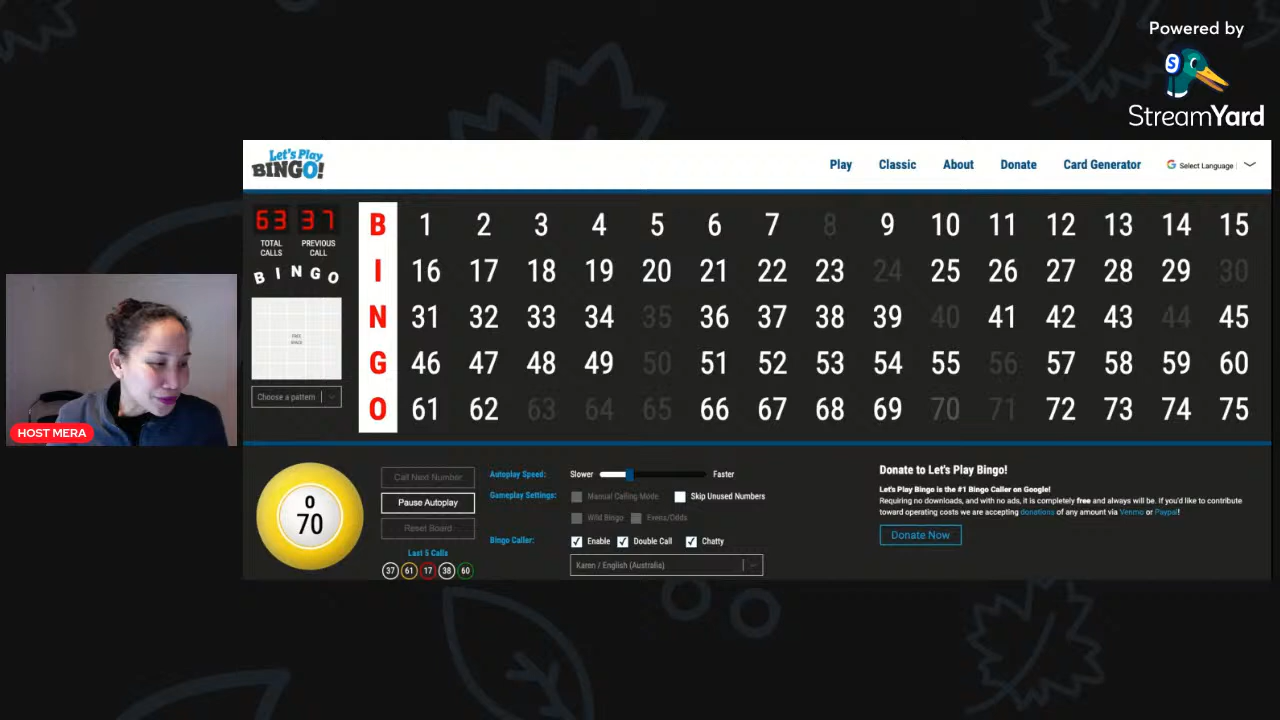 Powered by
StreamYard
Let's Play
BINGO!
Play Classic About Donate Card Generator Select Language
63 37
TOTAL CALLS PREVIOUS CALL
BINGO
FREE SPACE
Choose a pattern
B 1 2 3 4 5 6 7 8 9 10 11 12 13 14 15
I 16 17 18 19 20 21 22 23 24 25 26 27 28 29 30
N 31 32 33 34 35 36 37 38 39 40 41 42 43 44 45
G 46 47 48 49 50 51 52 53 54 55 56 57 58 59 60
O 61 62 63 64 65 66 67 68 69 70 71 72 73 74 75
HOST MERA
O
70
Call Next Number
Pause Autoplay
Reset Board
Last 5 Calls
37 61 17 38 60
Autoplay Speed: Slower Faster
Gameplay Settings: Manual Calling Mode Skip Unused Numbers
Wild Bingo Evens/Odds
Bingo Caller: Enable Double Call Chatty
Karen / English (Australia)
Donate to Let's Play Bingo!
Let's Play Bingo is the #1 Bingo Caller on Google!
Requiring no downloads, and with no ads, it is completely free and always will be. If you'd like to contribute
toward operating costs we are accepting donations of any amount via Venmo or Paypal!
Donate Now